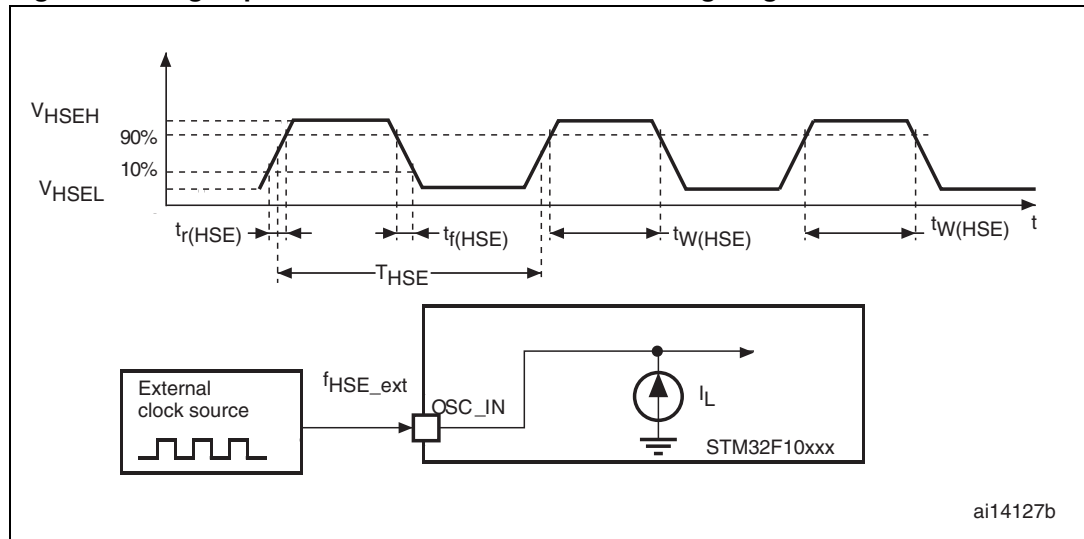 VHSEH
90%
10%
VHSEL
tr(HSE)
tf(HSE)
tW(HSE)
tW(HSE)
t
THSE
External
clock source
fHSE_ext
OSC_IN
IL
STM32F10xxx
ai14127b